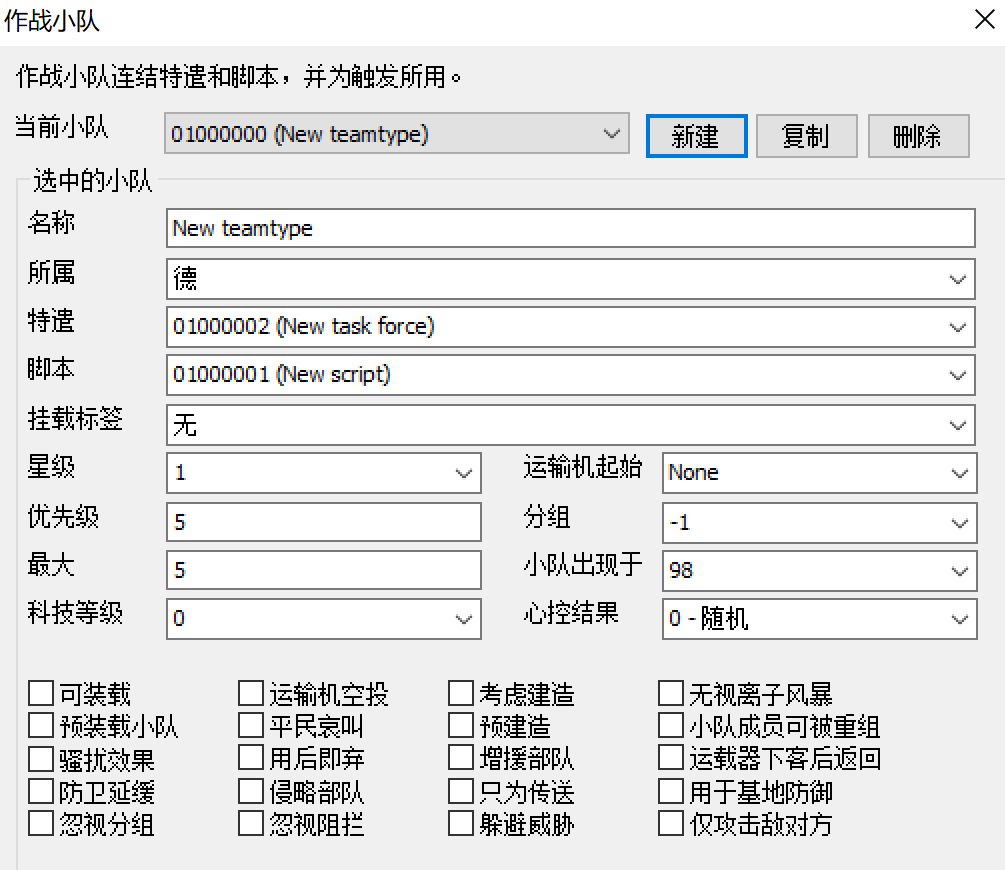 作战小队
作战小队连结特遣和脚本，并为触发所用。
当前小队 01000000 (New teamtype) 新建 复制 删除
选中的小队
名称 New teamtype
所属 德
特遣 01000002 (New task force)
脚本 01000001 (New script)
挂载标签 无
星级 1 运输机起始 None
优先级 5 分组 -1
最大 5 小队出现于 98
科技等级 0 心控结果 0 - 随机
可装载 运输机空投 考虑建造 无视离子风暴
预装载小队 平民哀叫 预建造 小队成员可被重组
骚扰效果 用后即弃 增援部队 运载器下客后返回
防卫延缓 侵略部队 只为传送 用于基地防御
忽视分组 忽视阻拦 躲避威胁 仅攻击敌对方